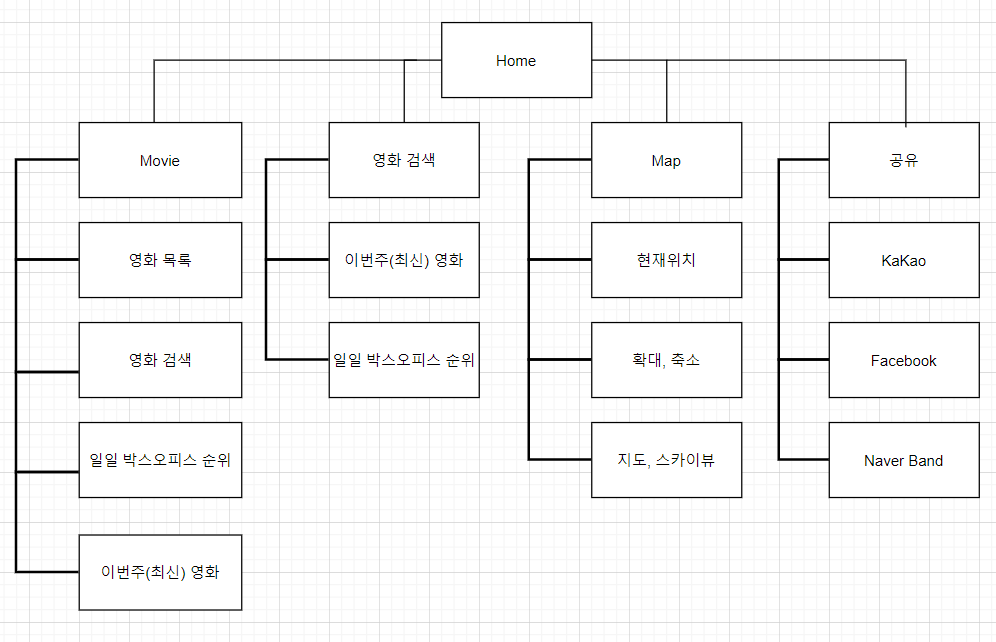 Home
Movie
영화 검색
Map
공유
영화 목록
이번주(최신) 영화
현재위치
KaKao
영화 검색
일일 박스오피스 순위
확대, 축소
Facebook
일일 박스오피스 순위
지도, 스카이뷰
Naver Band
이번주(최신) 영화